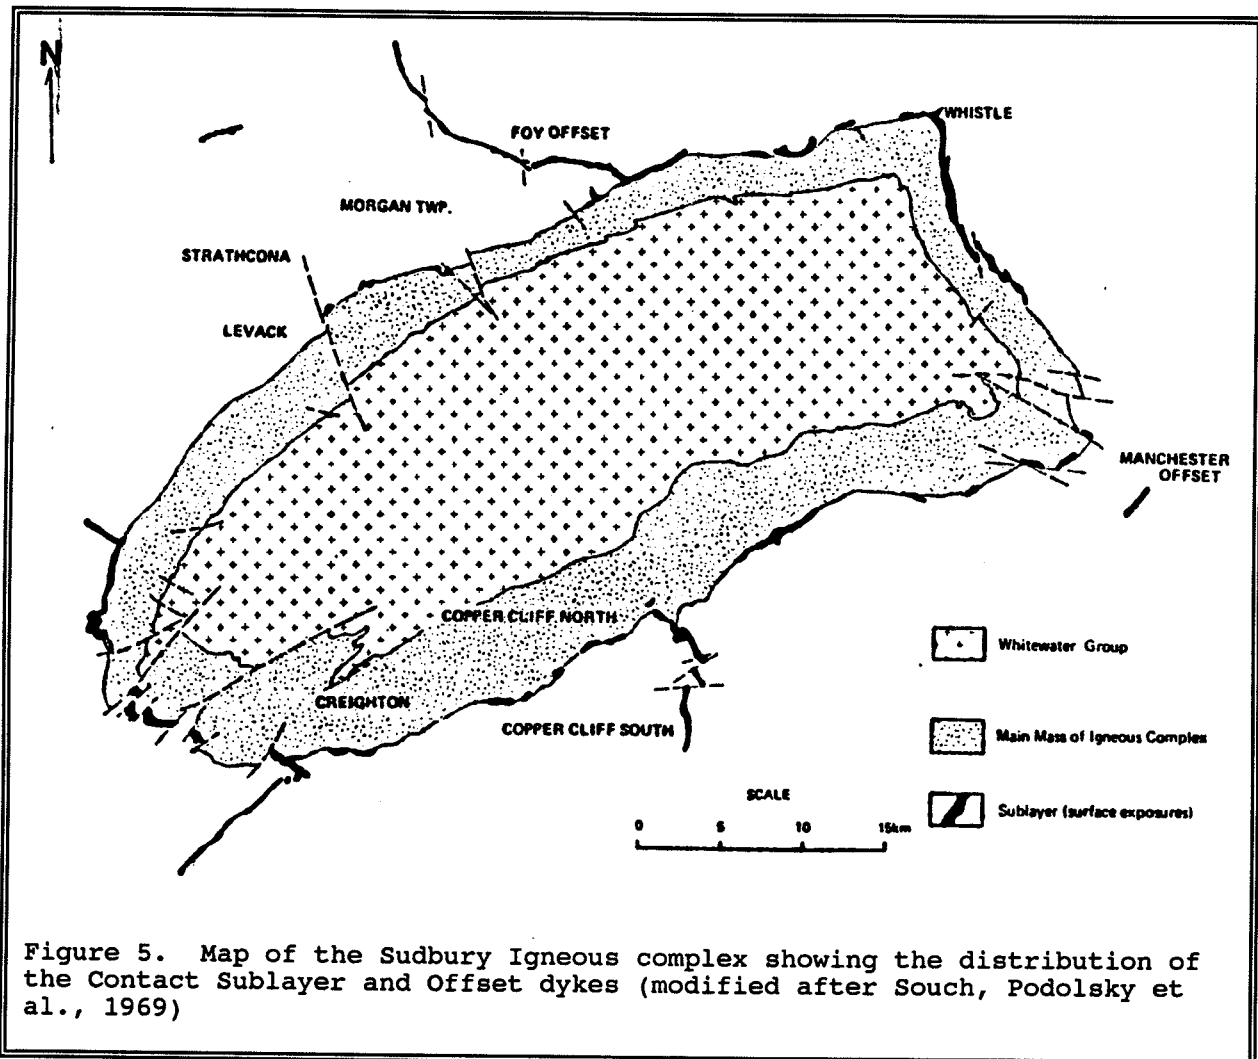 N
WHISTLE
FOY OFFSET
MORGAN TWP.
STRATHCONA
LEVACK
MANCHESTER
OFFSET
COPPER CLIFF NORTH
CREIGHTON
COPPER CLIFF SOUTH
Whitewater Group
Main Mass of Igneous Complex
Sublayer (surface exposures)
SCALE
0 5 10 15km
Figure 5. Map of the Sudbury Igneous complex showing the distribution of
the Contact Sublayer and Offset dykes (modified after Souch, Podolsky et
al., 1969)